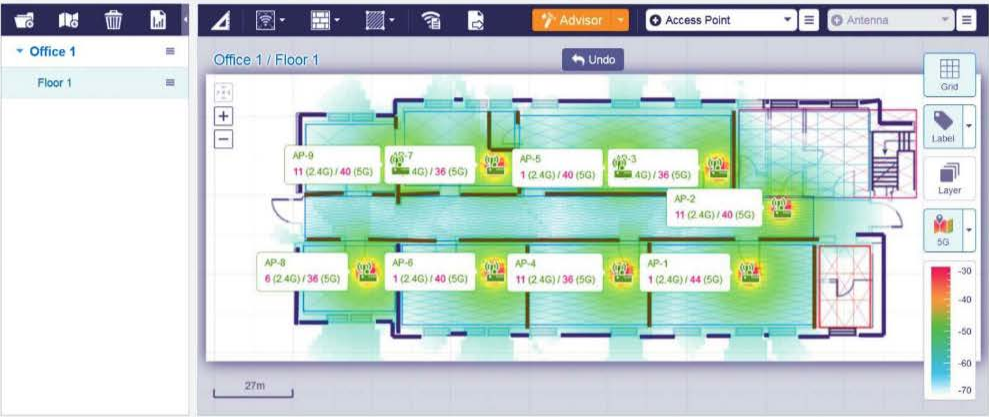 Office 1
Floor 1
Advisor
Access Point
Antenna
Office 1 / Floor 1
Undo
Grid
Label
Layer
5G
-30
-40
-50
-60
-70
AP-9
11 (2.4G) / 40 (5G)
AP-7
4G) / 36 (5G)
AP-5
1 (2.4G) / 40 (5G)
-3
4G) / 36 (5G)
AP-2
11 (2.4G) / 40 (5G)
AP-8
6 (2.4G) / 36 (5G)
AP-6
1 (2.4G) / 40 (5G)
AP-4
11 (2.4G) / 36 (5G)
AP-1
1 (2.4G) / 44 (5G)
27m